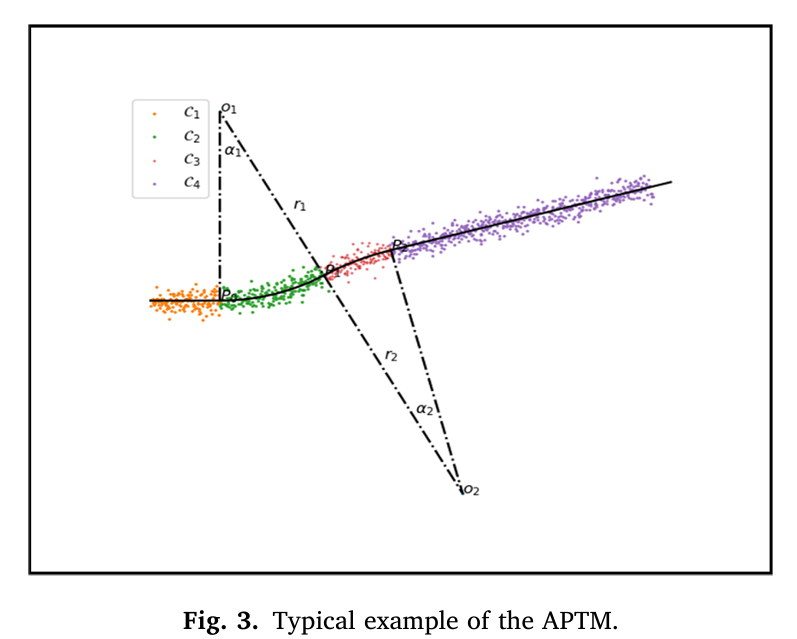 o₁
𝒞₁
𝒞₂
α₁
𝒞₃
𝒞₄
r₁
P₂
P₁
P₀
r₂
α₂
o₂
Fig. 3. Typical example of the APTM.